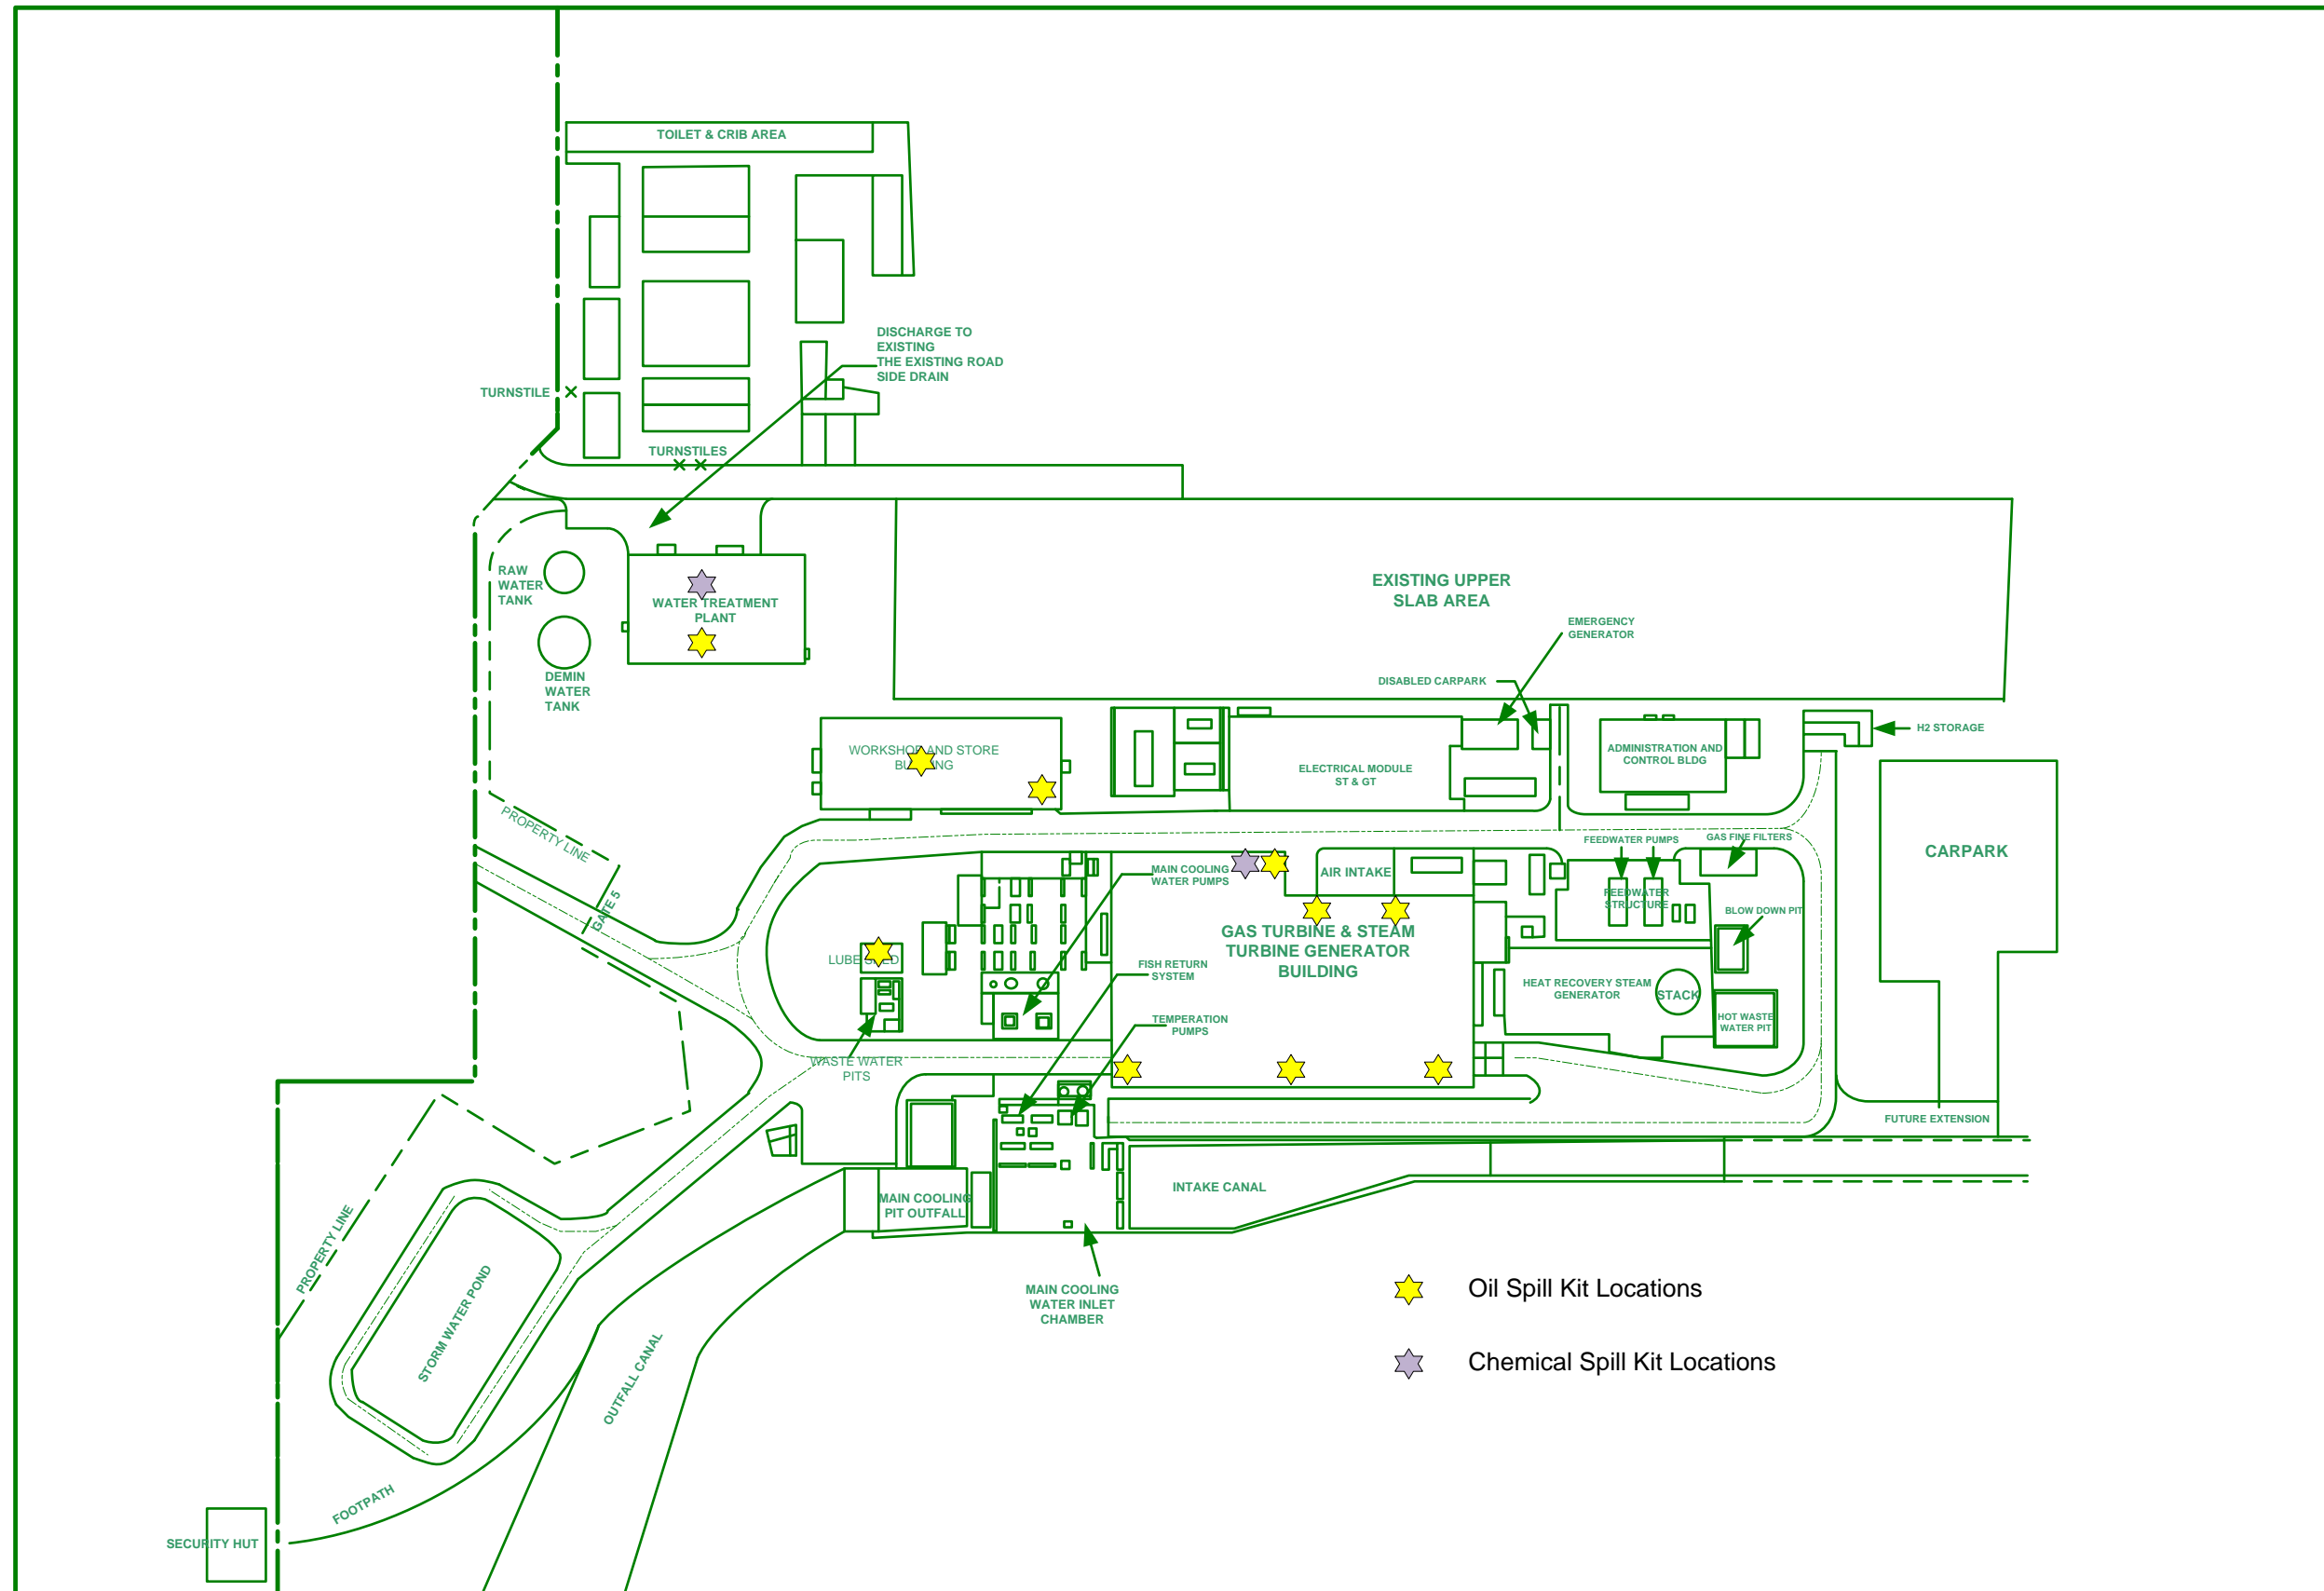 TOILET & CRIB AREA
DISCHARGE TO
EXISTING
THE EXISTING ROAD
SIDE DRAIN
TURNSTILE
TURNSTILES
RAW
WATER
TANK
WATER TREATMENT
PLANT
DEMIN
WATER
TANK
EXISTING UPPER
SLAB AREA
EMERGENCY
GENERATOR
DISABLED CARPARK
H2 STORAGE
WORKSHOP AND STORE
BUILDING
ELECTRICAL MODULE
ST & GT
ADMINISTRATION AND
CONTROL BLDG
PROPERTY LINE
GATE 5
MAIN COOLING
WATER PUMPS
AIR INTAKE
FEEDWATER PUMPS
GAS FINE FILTERS
CARPARK
FEEDWATER
STRUCTURE
BLOW DOWN PIT
GAS TURBINE & STEAM
TURBINE GENERATOR
BUILDING
LUBE SHED
FISH RETURN
SYSTEM
HEAT RECOVERY STEAM
GENERATOR
STACK
HOT WASTE
WATER PIT
TEMPERATION
PUMPS
WASTE WATER
PITS
FUTURE EXTENSION
MAIN COOLING
PIT OUTFALL
INTAKE CANAL
PROPERTY LINE
STORM WATER POND
MAIN COOLING
WATER INLET
CHAMBER
OUTFALL CANAL
Oil Spill Kit Locations
Chemical Spill Kit Locations
FOOTPATH
SECURITY HUT